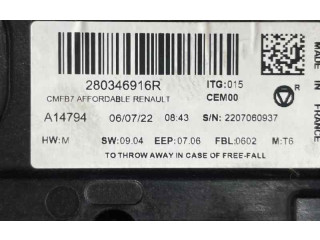 280346916R ITG:015
CMFB7 AFFORDABLE RENAULT CEM00
A14794 06/07/22 08:43 S/N: 2207060937
HW:M SW:09.04 EEP:07.06 FBL:0602 M:T6
TO THROW AWAY IN CASE OF FREE-FALL
MADE IN FRANCE
R